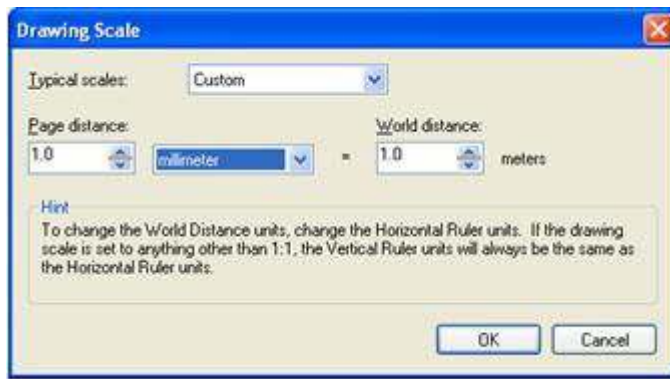 Drawing Scale
Typical scales: Custom
Page distance: World distance:
1.0 millimeter = 1.0 meters
Hint
To change the World Distance units, change the Horizontal Ruler units. If the drawing
scale is set to anything other than 1:1, the Vertical Ruler units will always be the same as
the Horizontal Ruler units.
OK Cancel